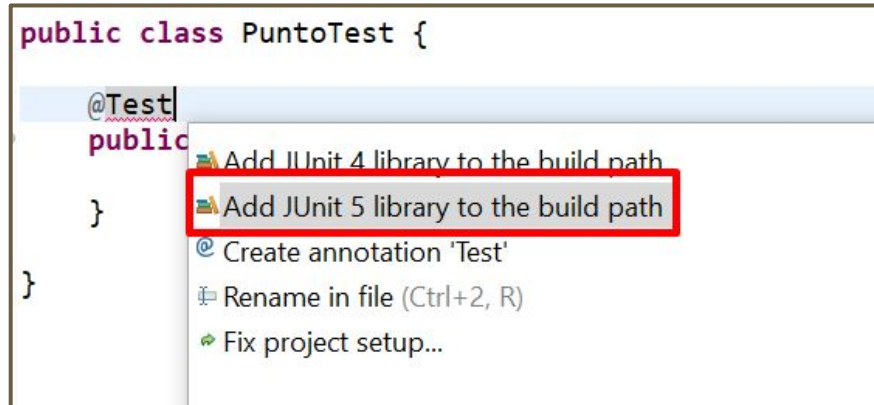 public class PuntoTest {
@Test
public
Add JUnit 4 library to the build path
}
Add JUnit 5 library to the build path
Create annotation 'Test'
}
Rename in file (Ctrl+2, R)
Fix project setup...